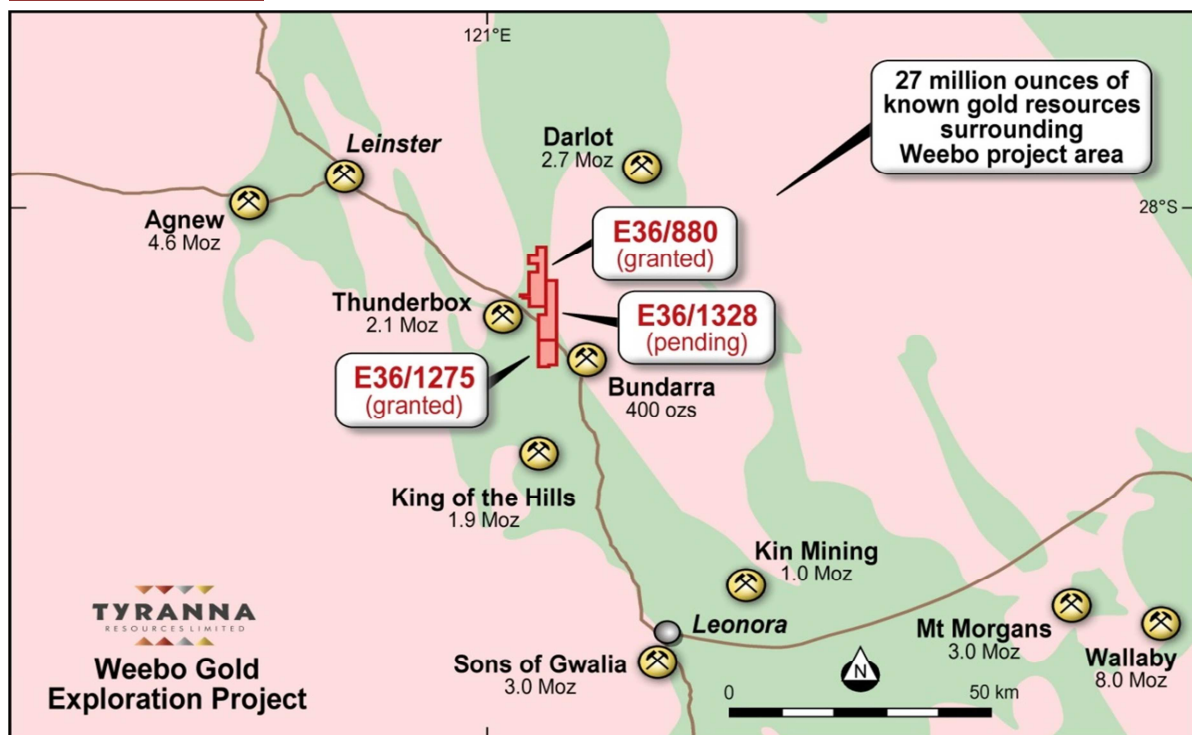 121°E
27 million ounces of
known gold resources
surrounding
Weebo project area
Darlot
2.7 Moz
Leinster
28°S
Agnew
4.6 Moz
E36/880
(granted)
Thunderbox
2.1 Moz
E36/1328
(pending)
E36/1275
(granted)
Bundarra
400 ozs
King of the Hills
1.9 Moz
Kin Mining
1.0 Moz
TYRANNA
RESOURCES LIMITED
Weebo Gold
Exploration Project
Leonora
Sons of Gwalia
3.0 Moz
Mt Morgans
3.0 Moz
Wallaby
8.0 Moz
N
0 50 km